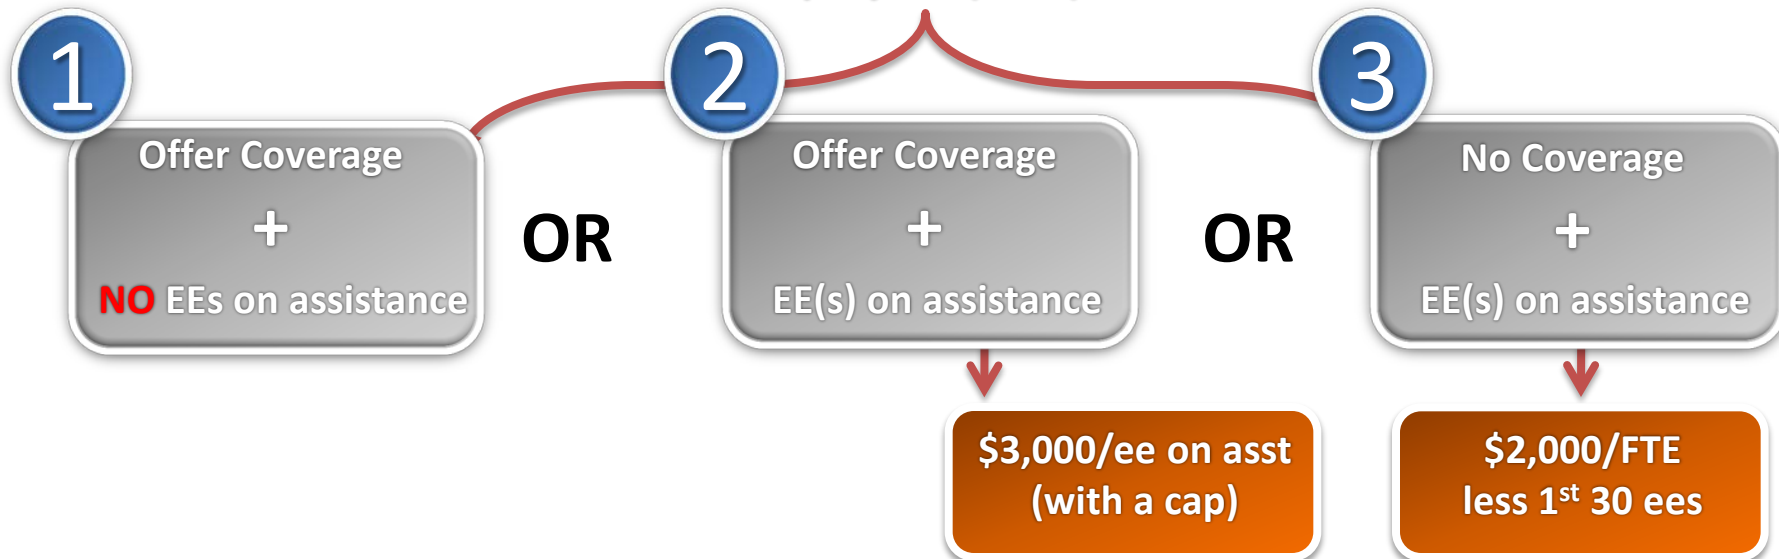 1
Offer Coverage
+
NO EEs on assistance
OR
2
Offer Coverage
+
EE(s) on assistance
OR
3
No Coverage
+
EE(s) on assistance
$3,000/ee on asst
(with a cap)
$2,000/FTE
less 1st 30 ees